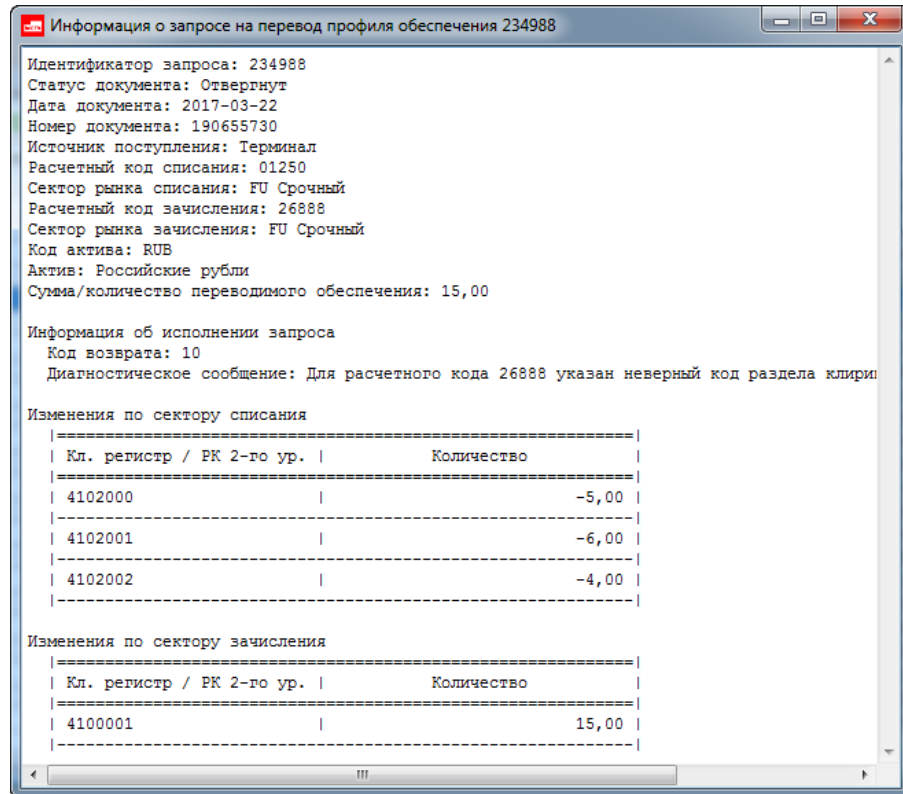 Информация о запросе на перевод профиля обеспечения 234988
Идентификатор запроса: 234988
Статус документа: Отвергнут
Дата документа: 2017-03-22
Номер документа: 190655730
Источник поступления: Терминал
Расчетный код списания: 01250
Сектор рынка списания: FU Срочный
Расчетный код зачисления: 26888
Сектор рынка зачисления: FU Срочный
Код актива: RUB
Актив: Российские рубли
Сумма/количество переводимого обеспечения: 15,00
Информация об исполнении запроса
Код возврата: 10
Диагностическое сообщение: Для расчетного кода 26888 указан неверный код раздела
Изменения по сектору списания
|===========================================================|
| Кл. регистр / РК 2-го ур. | Количество |
|===========================================================|
| 4102000 | -5,00 |
|-----------------------------------------------------------|
| 4102001 | -6,00 |
|-----------------------------------------------------------|
| 4102002 | -4,00 |
|-----------------------------------------------------------|
Изменения по сектору зачисления
|===========================================================|
| Кл. регистр / РК 2-го ур. | Количество |
|===========================================================|
| 4100001 | 15,00 |
|-----------------------------------------------------------|